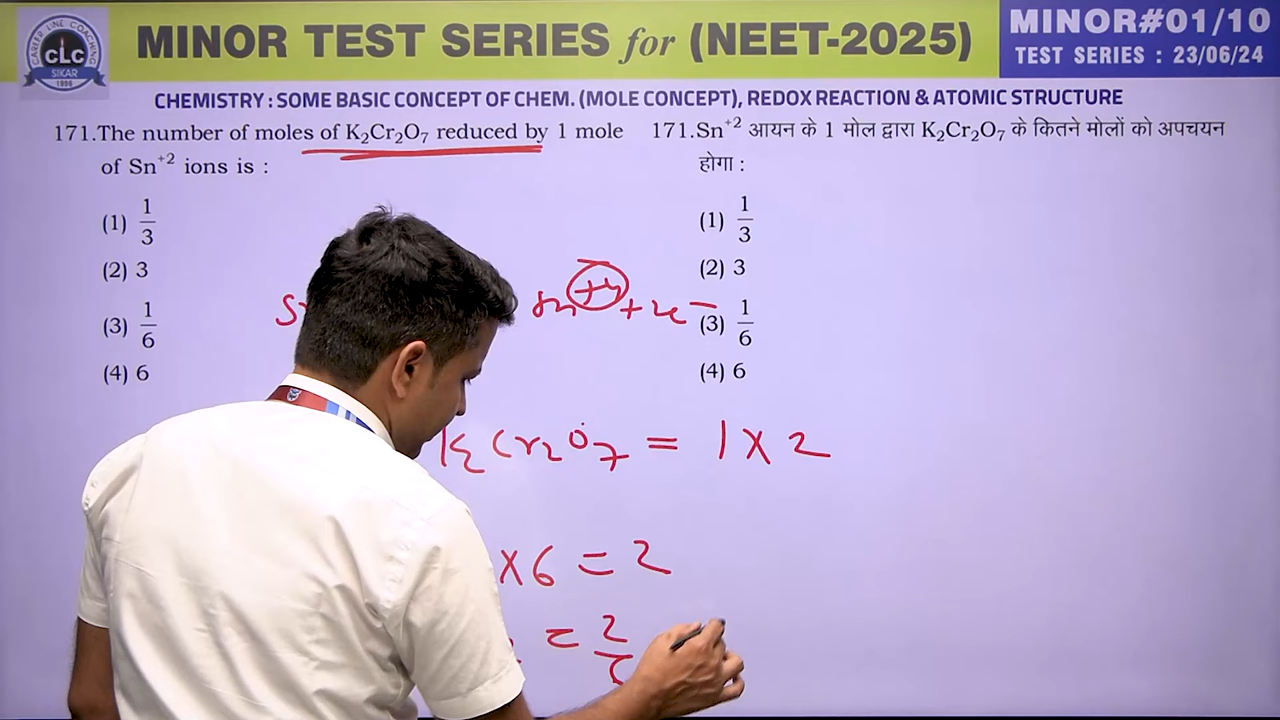 CAREER LINE COACHING
CLC
SIKAR
1996
MINOR TEST SERIES for (NEET-2025)
MINOR#01/10
TEST SERIES : 23/06/24
CHEMISTRY : SOME BASIC CONCEPT OF CHEM. (MOLE CONCEPT), REDOX REACTION & ATOMIC STRUCTURE
171.The number of moles of K₂Cr₂O₇ reduced by 1 mole
of Sn⁺² ions is :
(1) 1/3
(2) 3
(3) 1/6
(4) 6
171.Sn⁺² आयन के 1 मोल द्वारा K₂Cr₂O₇ के कितने मोलों को अपचयन
होगा :
(1) 1/3
(2) 3
(3) 1/6
(4) 6
Sn⁺⁴ + 2e⁻
K₂Cr₂O₇ = 1 × 2
× 6 = 2
= 2